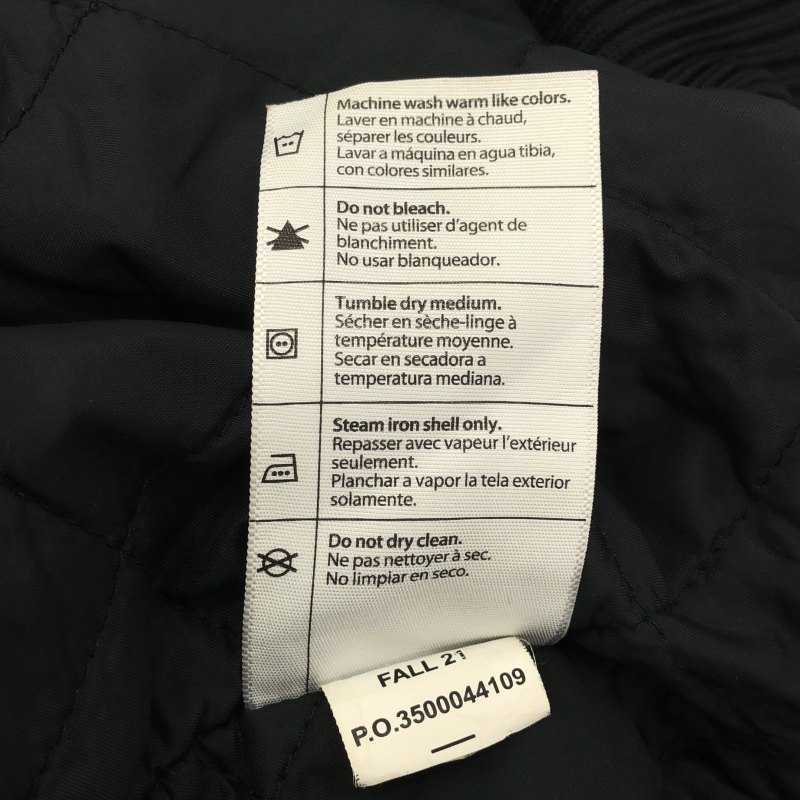 Machine wash warm like colors.
Laver en machine à chaud,
séparer les couleurs.
Lavar a máquina en agua tibia,
con colores similares.
Do not bleach.
Ne pas utiliser d'agent de
blanchiment.
No usar blanqueador.
Tumble dry medium.
Sécher en sèche-linge à
température moyenne.
Secar en secadora a
temperatura mediana.
Steam iron shell only.
Repasser avec vapeur l'extérieur
seulement.
Planchar a vapor la tela exterior
solamente.
Do not dry clean.
Ne pas nettoyer à sec.
No limpiar en seco.
FALL 21
P.O.3500044109